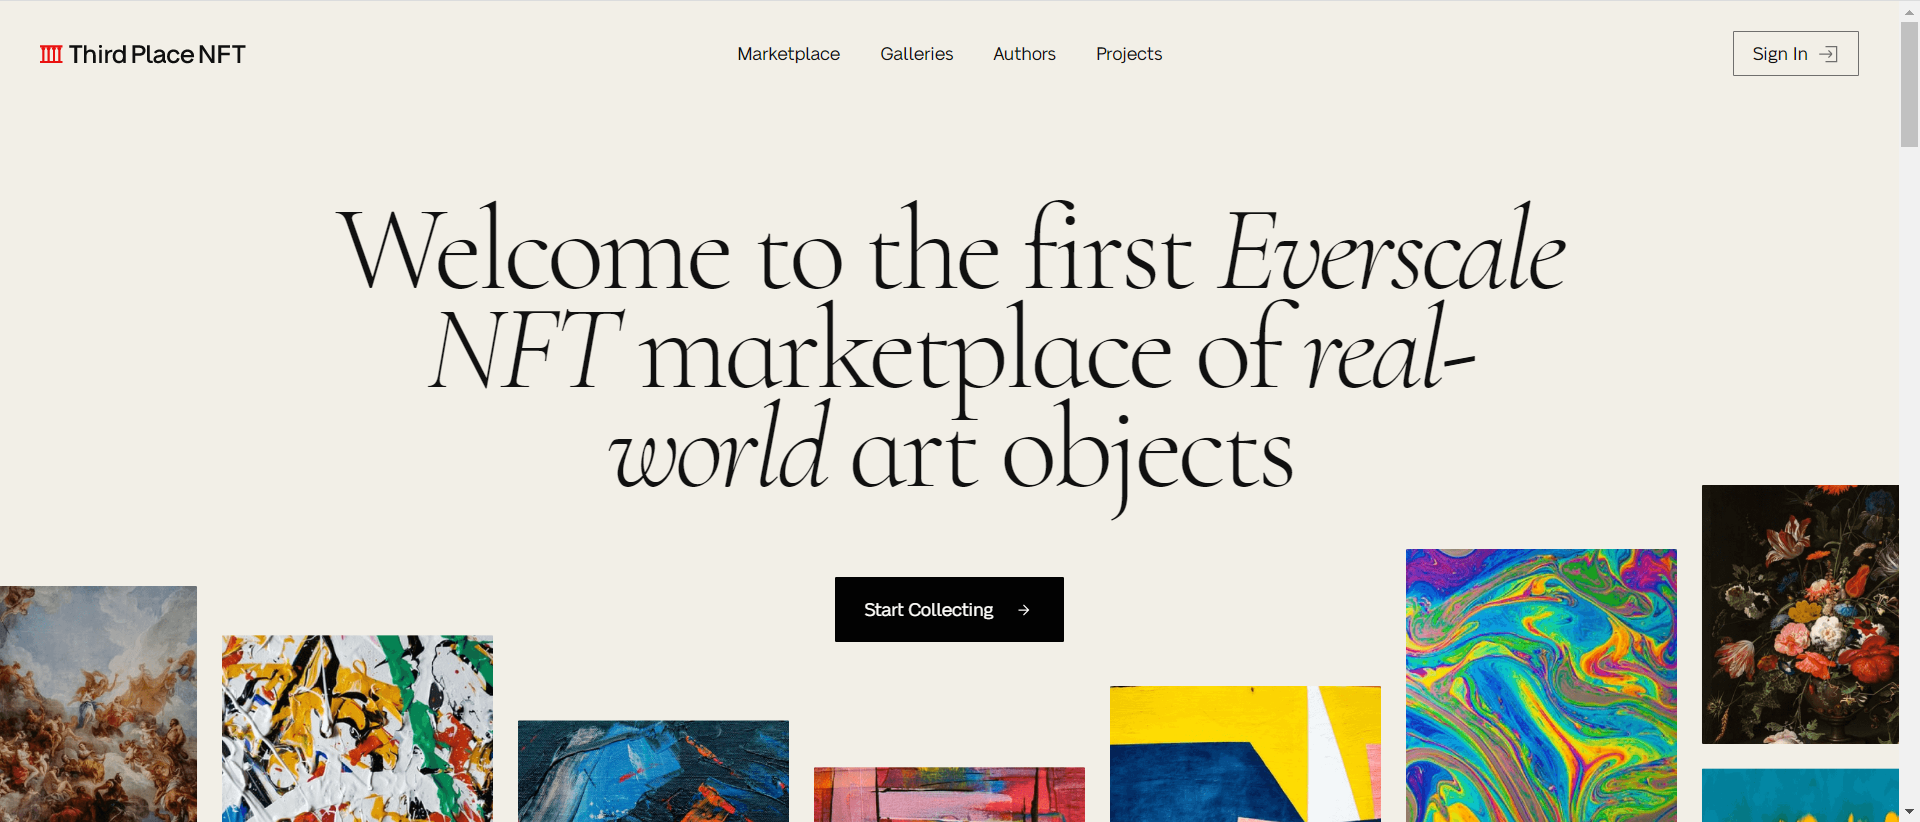 Third Place NFT
Marketplace
Galleries
Authors
Projects
Sign In
Welcome to the first Everscale
NFT marketplace of real-
world art objects
Start Collecting